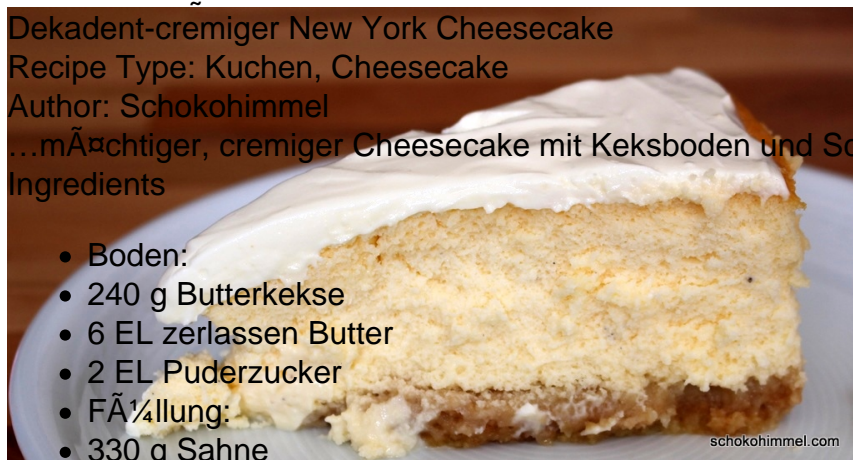 Dekadent-cremiger New York Cheesecake
Recipe Type: Kuchen, Cheesecake
Author: Schokohimmel
…mÃ¤chtiger, cremiger Cheesecake mit Keksboden und
Ingredients
• Boden:
• 240 g Butterkekse
• 6 EL zerlassen Butter
• 2 EL Puderzucker
• FÃ¼llung:
• 330 g Sahne
schokohimmel.com